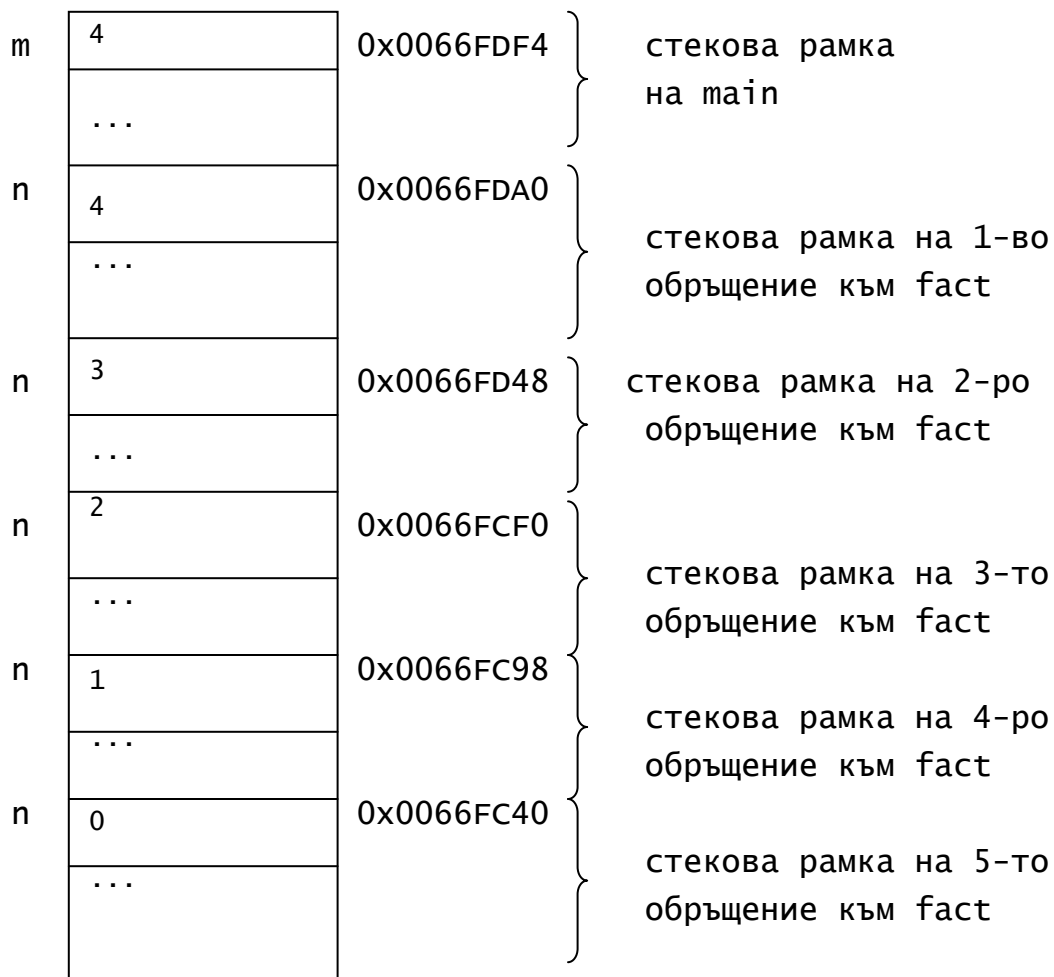 m 4 0x0066FDF4 стекова рамка
на main
...
n 4 0x0066FDA0
стекова рамка на 1-во
...
обръщение към fact
n 3 0x0066FD48 стекова рамка на 2-ро
обръщение към fact
...
n 2 0x0066FCF0
стекова рамка на 3-то
...
обръщение към fact
n 1 0x0066FC98
стекова рамка на 4-ро
...
обръщение към fact
n 0 0x0066FC40
стекова рамка на 5-то
...
обръщение към fact